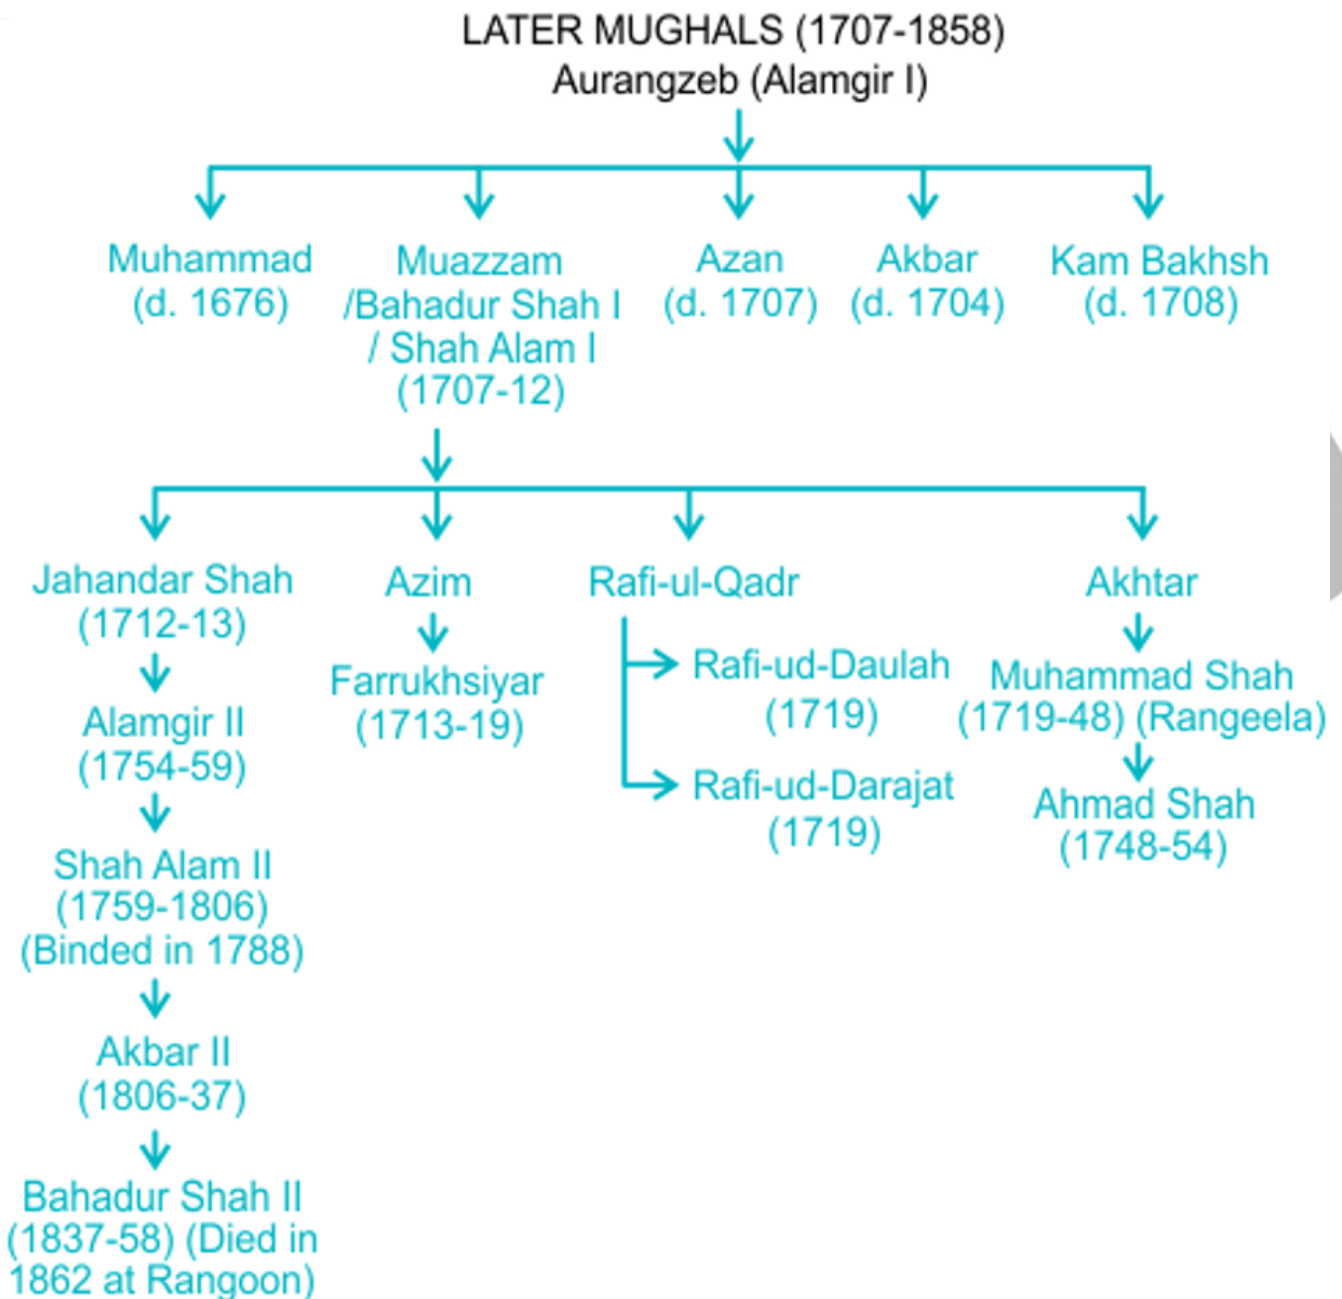 LATER MUGHALS (1707-1858)
Aurangzeb (Alamgir I)
Muhammad
(d. 1676)
Muazzam
/Bahadur Shah I
/ Shah Alam I
(1707-12)
Azan
(d. 1707)
Akbar
(d. 1704)
Kam Bakhsh
(d. 1708)
Jahandar Shah
(1712-13)
Alamgir II
(1754-59)
Shah Alam II
(1759-1806)
(Binded in 1788)
Akbar II
(1806-37)
Bahadur Shah II
(1837-58) (Died in
1862 at Rangoon)
Azim
Farrukhsiyar
(1713-19)
Rafi-ul-Qadr
Rafi-ud-Daulah
(1719)
Rafi-ud-Darajat
(1719)
Akhtar
Muhammad Shah
(1719-48) (Rangeela)
Ahmad Shah
(1748-54)